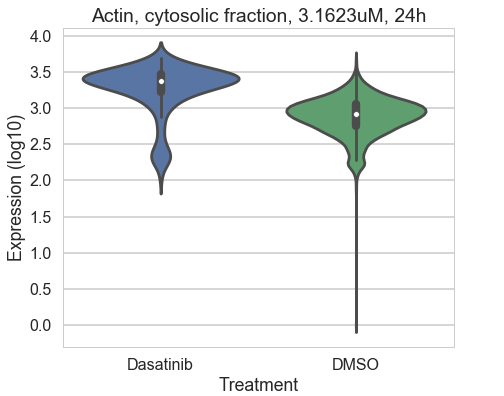 Actin, cytosolic fraction, 3.1623uM, 24h
4.0
3.5
3.0
2.5
2.0
1.5
1.0
0.5
0.0
Expression (log10)
Dasatinib DMSO
Treatment